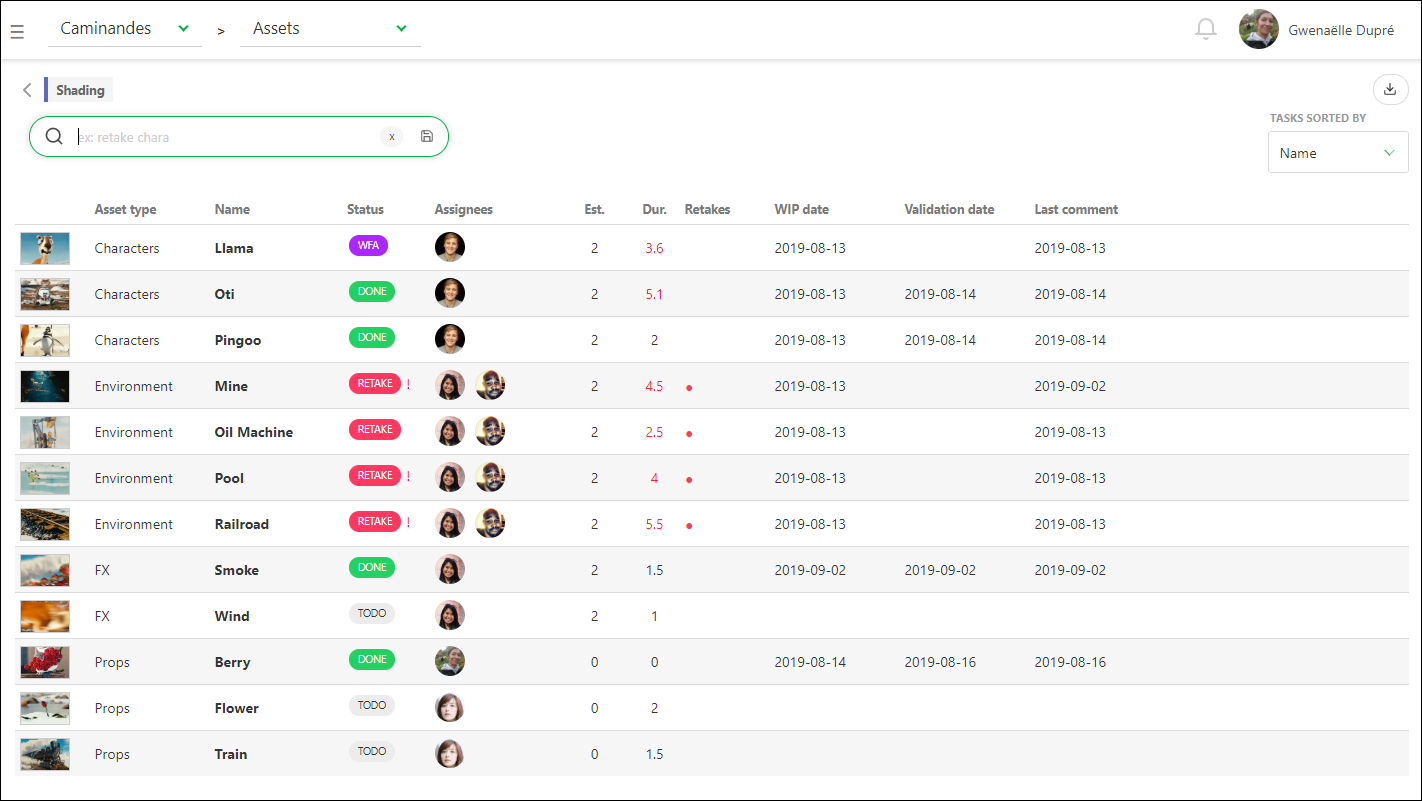 Caminandes > Assets Gwenaëlle Dupré
Shading
ex: retake chara x
TASKS SORTED BY
Name
Asset type Name Status Assignees Est. Dur. Retakes WIP date Validation date Last comment
Characters Llama WFA 2 3.6 2019-08-13 2019-08-13
Characters Oti DONE 2 5.1 2019-08-13 2019-08-14 2019-08-14
Characters Pingoo DONE 2 2 2019-08-13 2019-08-14 2019-08-14
Environment Mine RETAKE ! 2 4.5 2019-08-13 2019-09-02
Environment Oil Machine RETAKE 2 2.5 2019-08-13 2019-08-13
Environment Pool RETAKE ! 2 4 2019-08-13 2019-08-13
Environment Railroad RETAKE ! 2 5.5 2019-08-13 2019-08-13
FX Smoke DONE 2 1.5 2019-09-02 2019-09-02 2019-09-02
FX Wind TODO 2 1
Props Berry DONE 0 0 2019-08-14 2019-08-16 2019-08-16
Props Flower TODO 0 2
Props Train TODO 0 1.5